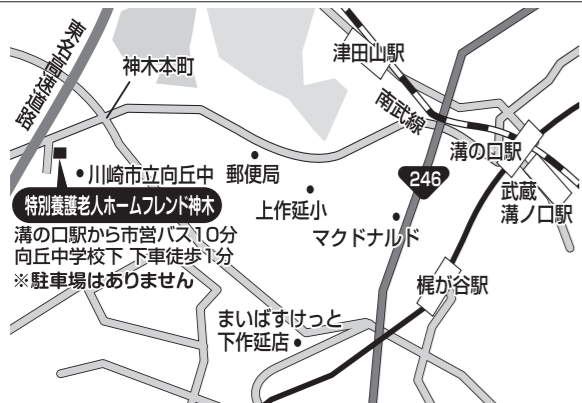 東名高速道路
神木本町
津田山駅
南武線
溝の口駅
246
武蔵
溝ノ口駅
川崎市立向丘中
郵便局
特別養護老人ホームフレンド神木
上作延小
マクドナルド
溝の口駅から市営バス10分
向丘中学校下 下車徒歩1分
※駐車場はありません
梶が谷駅
まいばすけっと
下作延店